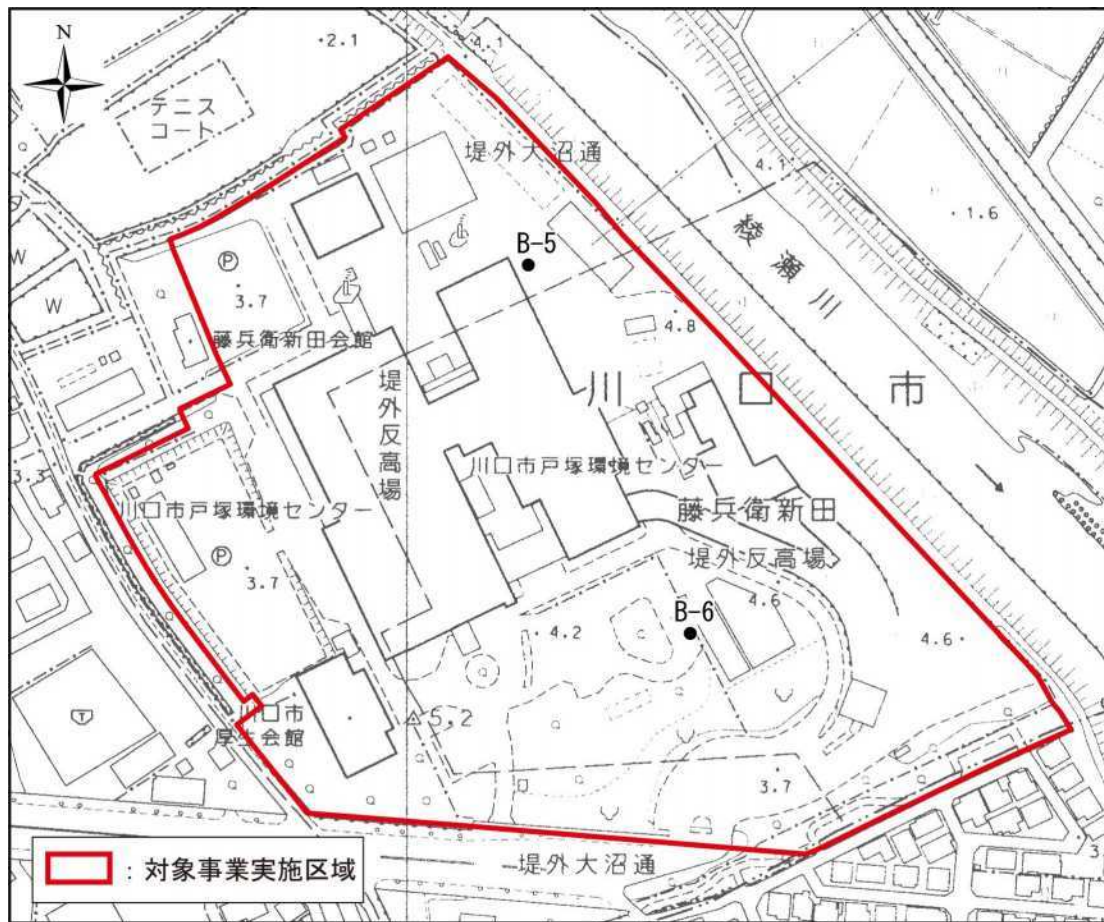 N
2.1
4.1
テニス
コート
堤外大沼通
4.1
1.6
綾瀬川
W
W
P
3.7
B-5
4.8
藤兵衛新田会館
川口市
堤外反高場
3.3
川口市戸塚環境センター
川口市戸塚環境センター
藤兵衛新田
堤外反高場
P
3.7
4.6
B-6
4.2
4.6
川口市
厚生会館
5.2
3.7
T
堤外大沼通
：対象事業実施区域